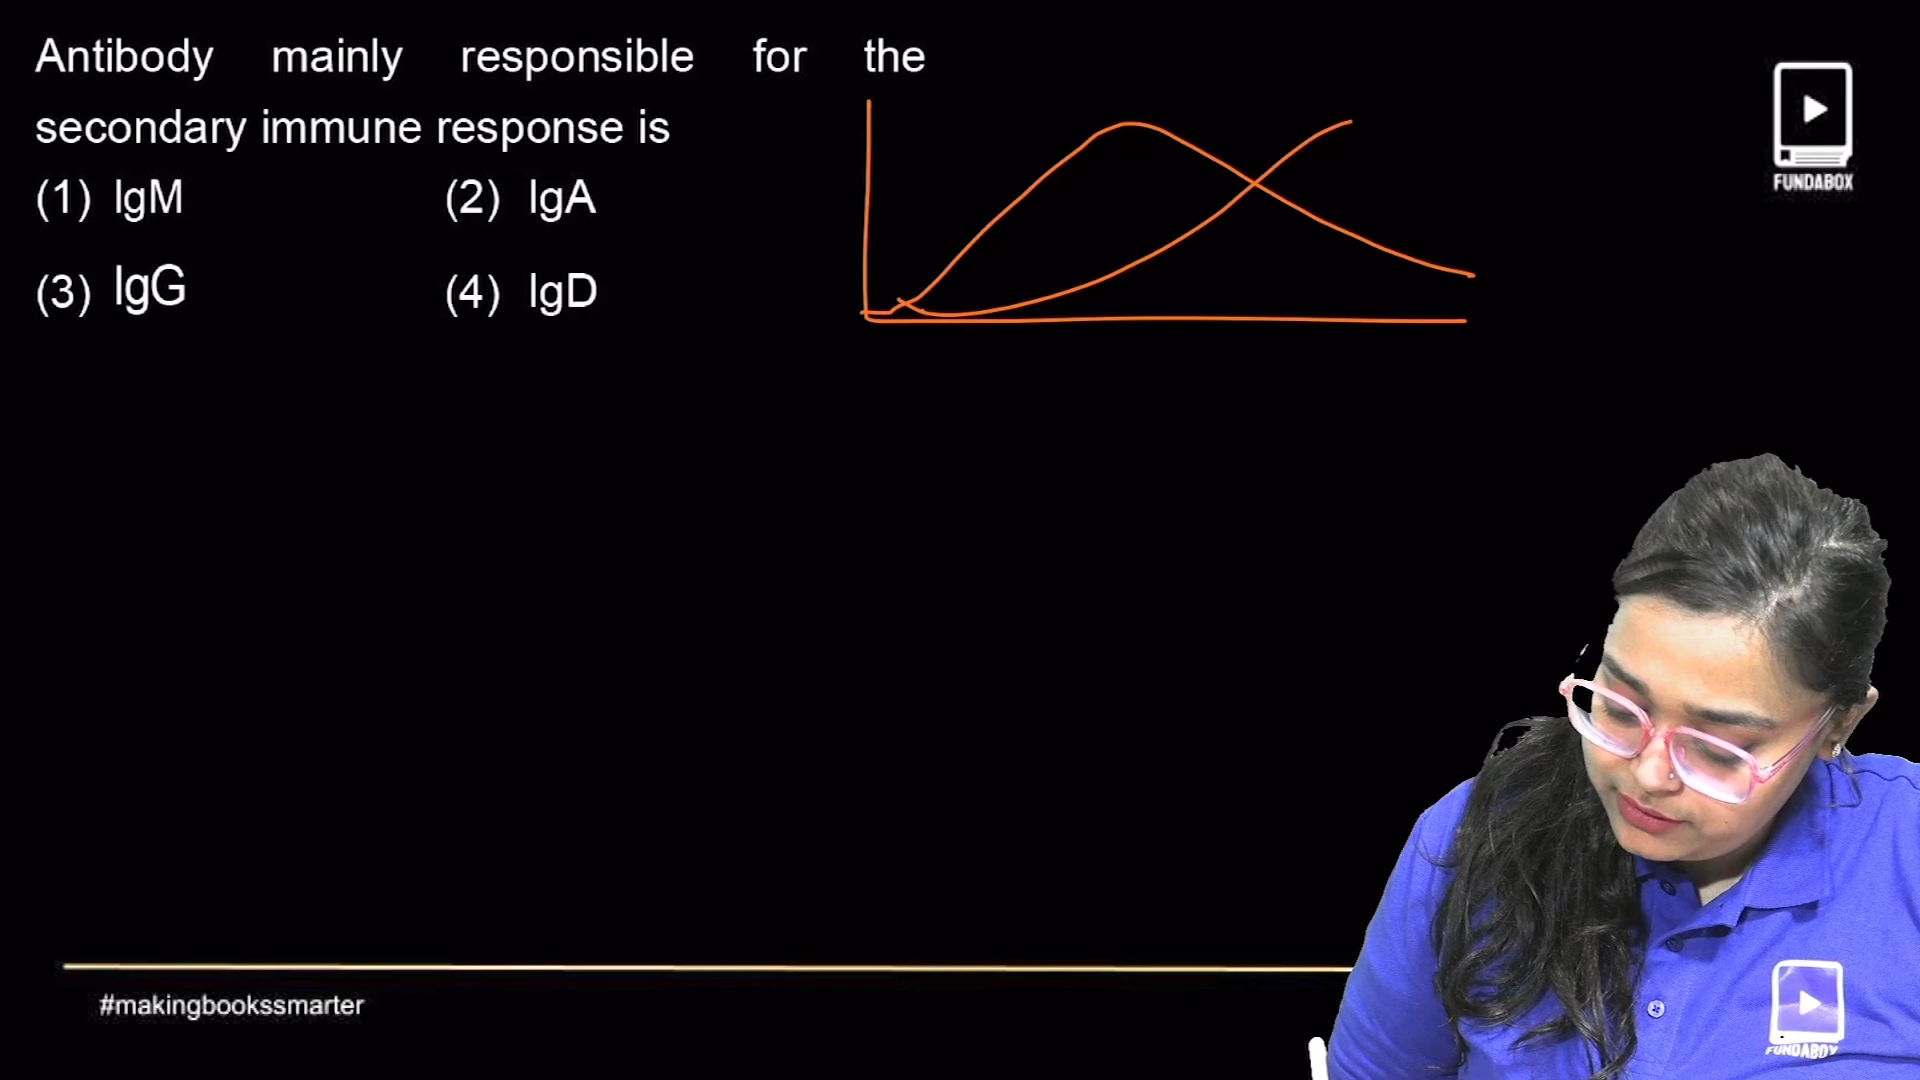 Antibody mainly responsible for the
secondary immune response is
(1) IgM (2) IgA
(3) IgG (4) IgD
FUNDABOX
#makingbookssmarter
FUNDABOX